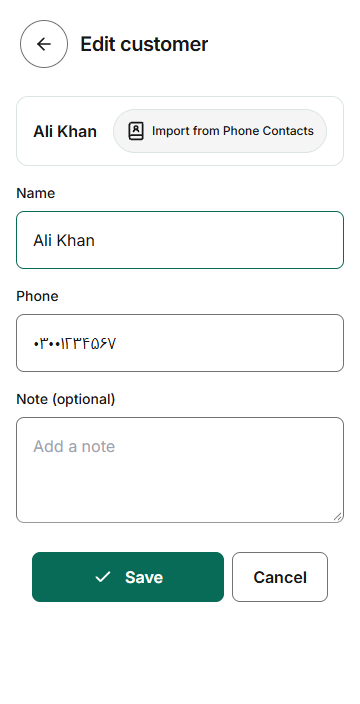 Edit customer
Ali Khan
Import from Phone Contacts
Name
Ali Khan
Phone
۰۳۰۰۱۲۳۴۵۶۷
Note (optional)
Add a note
Save
Cancel